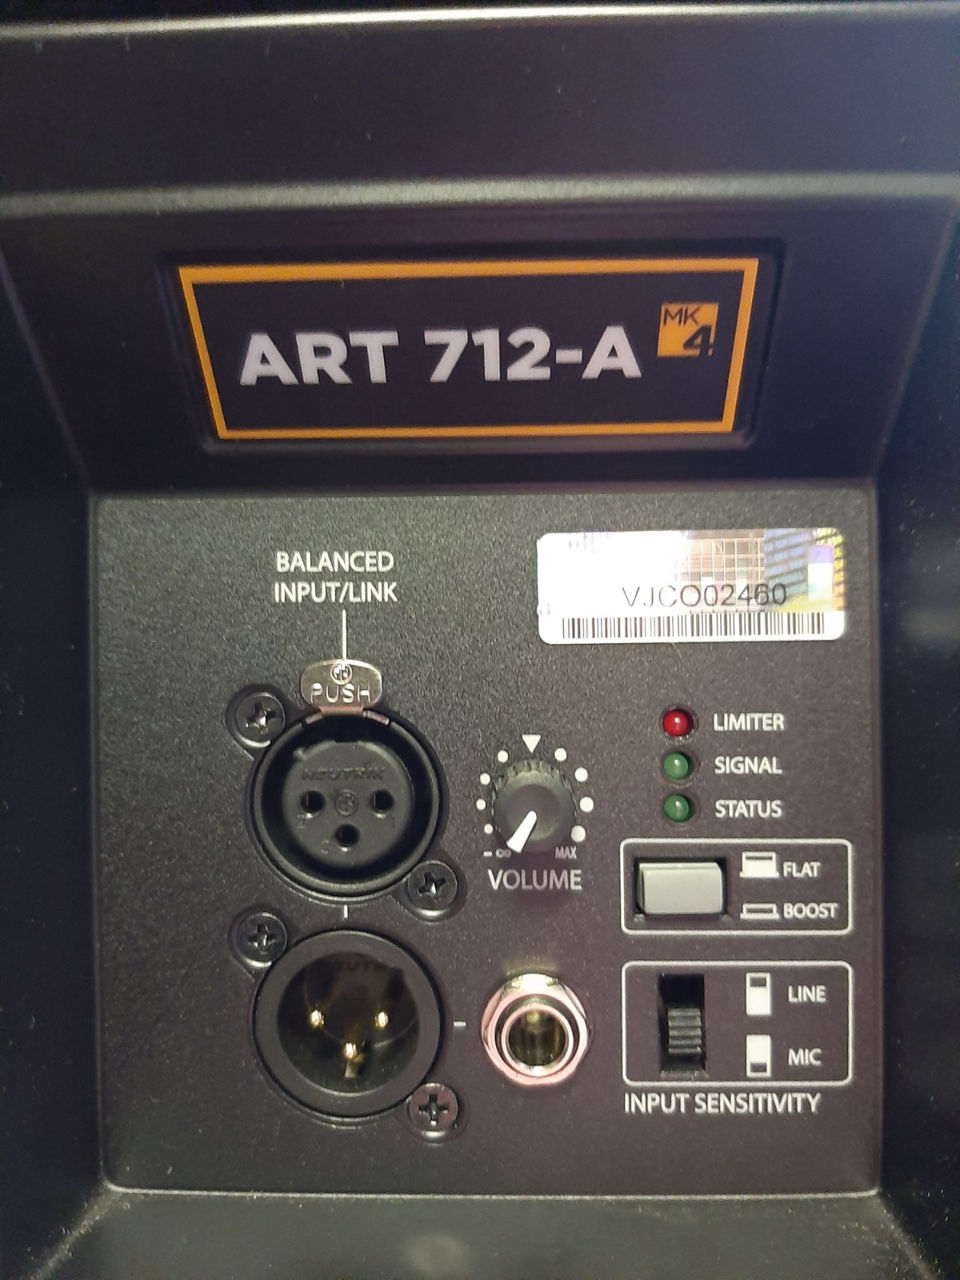 ART 712-A
MK
4
BALANCED
INPUT/LINK
VJCO02460
PUSH
LIMITER
SIGNAL
STATUS
NEUTRIK
- ∞
MAX
VOLUME
FLAT
BOOST
LINE
MIC
INPUT SENSITIVITY